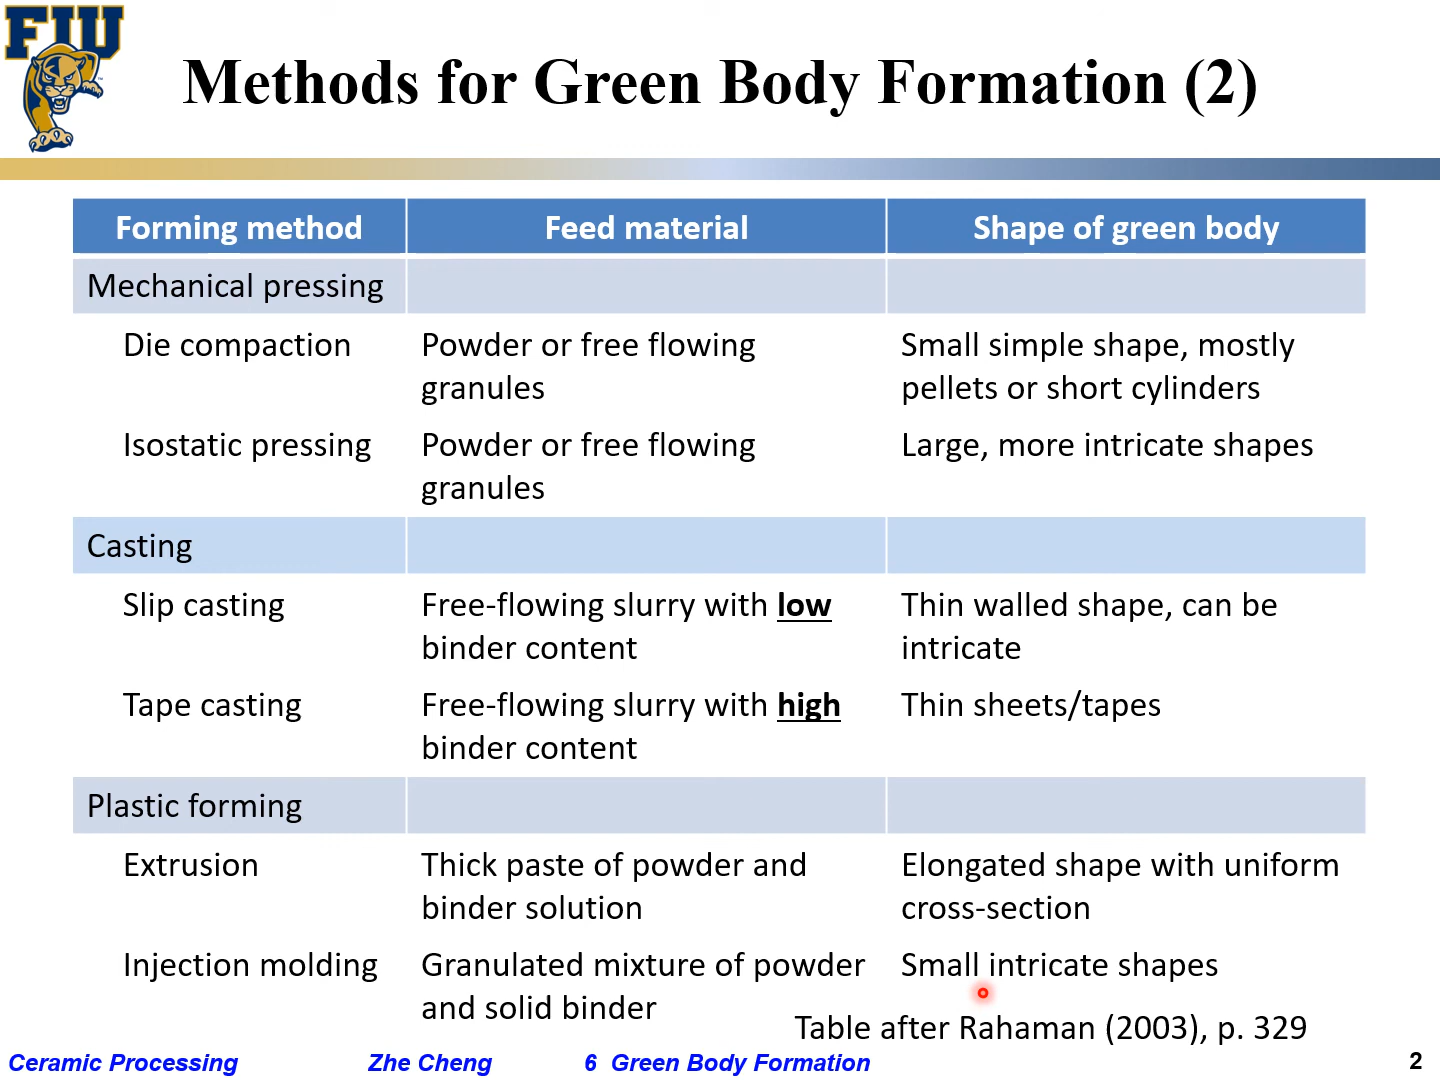 FIU
Methods for Green Body Formation (2)
Forming method
Feed material
Shape of green body
Mechanical pressing
Die compaction
Powder or free flowing
granules
Small simple shape, mostly
pellets or short cylinders
Isostatic pressing
Powder or free flowing
granules
Large, more intricate shapes
Casting
Slip casting
Free-flowing slurry with low
binder content
Thin walled shape, can be
intricate
Tape casting
Free-flowing slurry with high
binder content
Thin sheets/tapes
Plastic forming
Extrusion
Thick paste of powder and
binder solution
Elongated shape with uniform
cross-section
Injection molding
Granulated mixture of powder
and solid binder
Small intricate shapes
Table after Rahaman (2003), p. 329
Ceramic Processing
Zhe Cheng
6 Green Body Formation
2